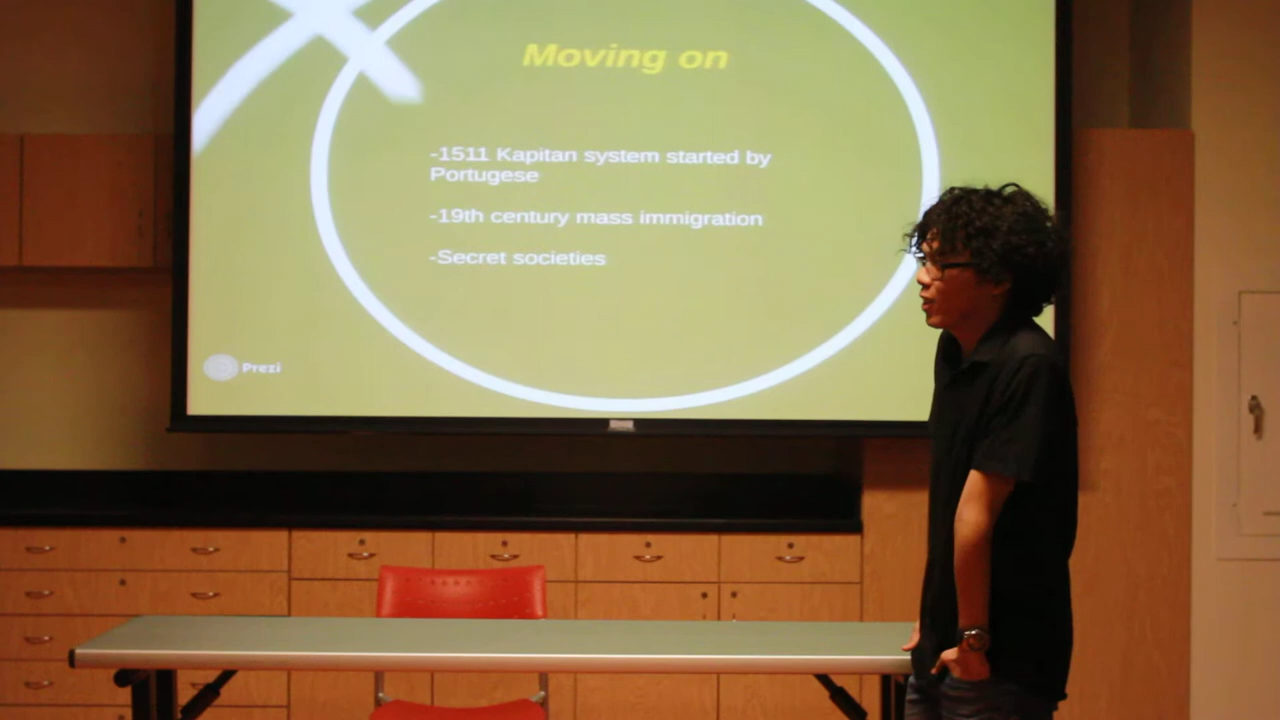 Moving on
-1511 Kapitan system started by
Portugese
-19th century mass immigration
-Secret societies
Prezi